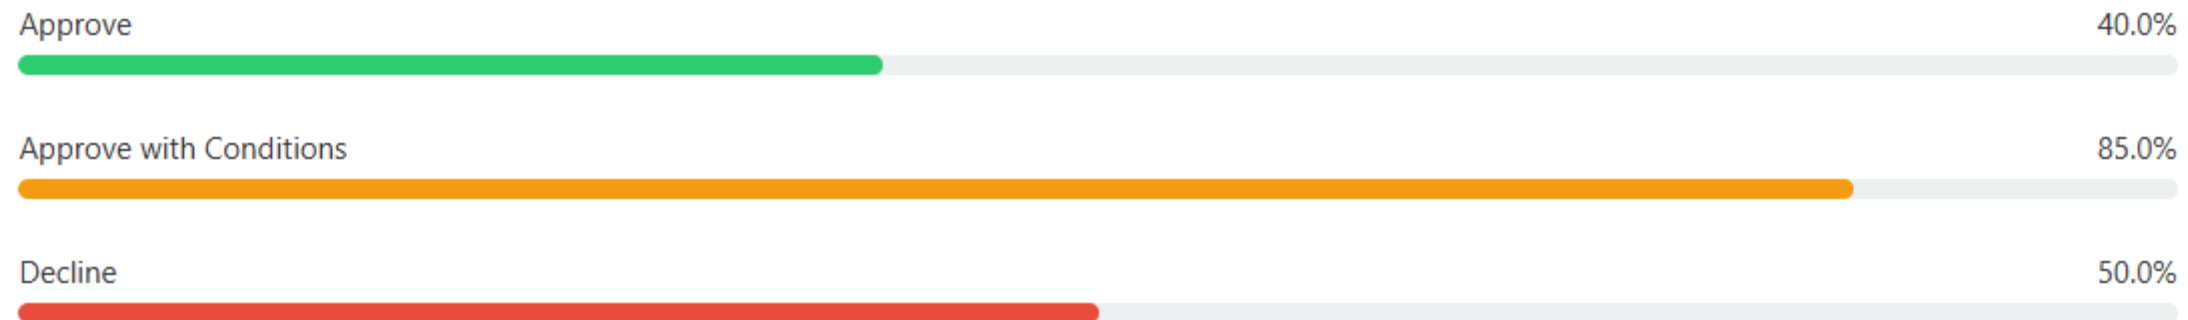 Approve 40.0%
Approve with Conditions 85.0%
Decline 50.0%